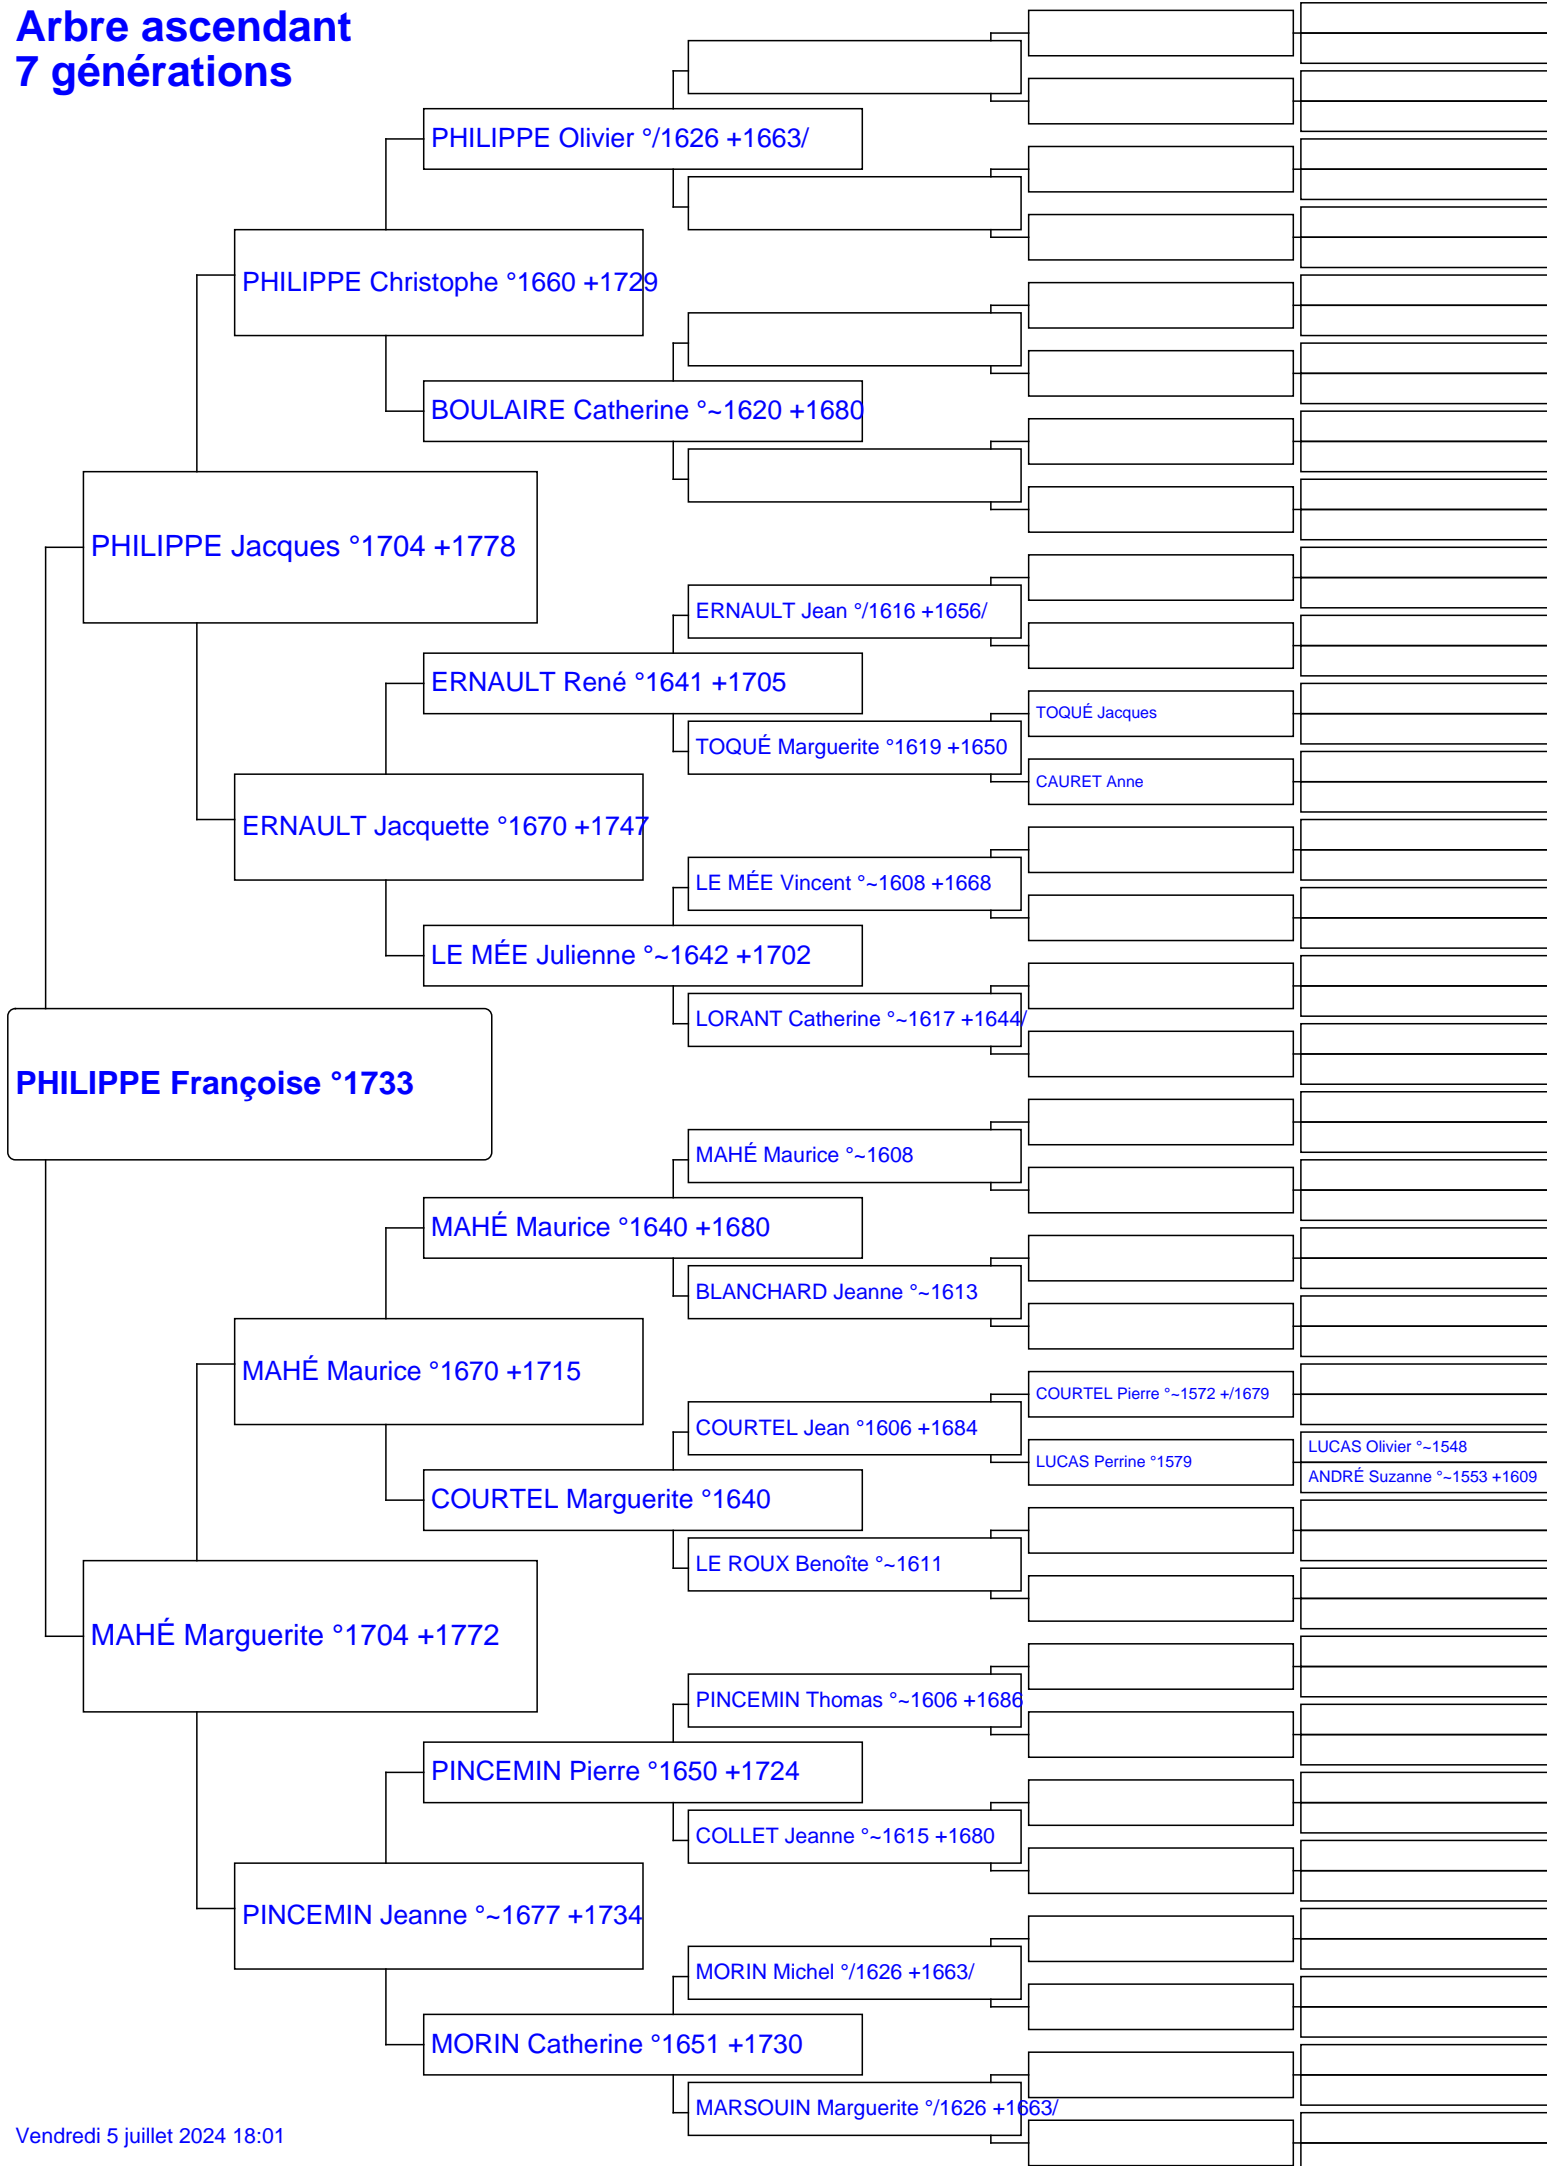 Arbre ascendant
7 générations
PHILIPPE Olivier °/1626 +1663/
PHILIPPE Christophe °1660 +1729
BOULAIRE Catherine °~1620 +1680
PHILIPPE Jacques °1704 +1778
ERNAULT Jean °/1616 +1656/
ERNAULT René °1641 +1705
TOQUÉ Jacques
TOQUÉ Marguerite °1619 +1650
CAURET Anne
ERNAULT Jacquette °1670 +1747
LE MÉE Vincent °~1608 +1668
LE MÉE Julienne °~1642 +1702
LORANT Catherine °~1617 +1644/
PHILIPPE Françoise °1733
MAHÉ Maurice °~1608
MAHÉ Maurice °1640 +1680
BLANCHARD Jeanne °~1613
MAHÉ Maurice °1670 +1715
COURTEL Pierre °~1572 +/1679
COURTEL Jean °1606 +1684
LUCAS Olivier °~1548
LUCAS Perrine °1579
ANDRÉ Suzanne °~1553 +1609
COURTEL Marguerite °1640
LE ROUX Benoîte °~1611
MAHÉ Marguerite °1704 +1772
PINCEMIN Thomas °~1606 +1686
PINCEMIN Pierre °1650 +1724
COLLET Jeanne °~1615 +1680
PINCEMIN Jeanne °~1677 +1734
MORIN Michel °/1626 +1663/
MORIN Catherine °1651 +1730
MARSOUIN Marguerite °/1626 +1663/
Vendredi 5 juillet 2024 18:01